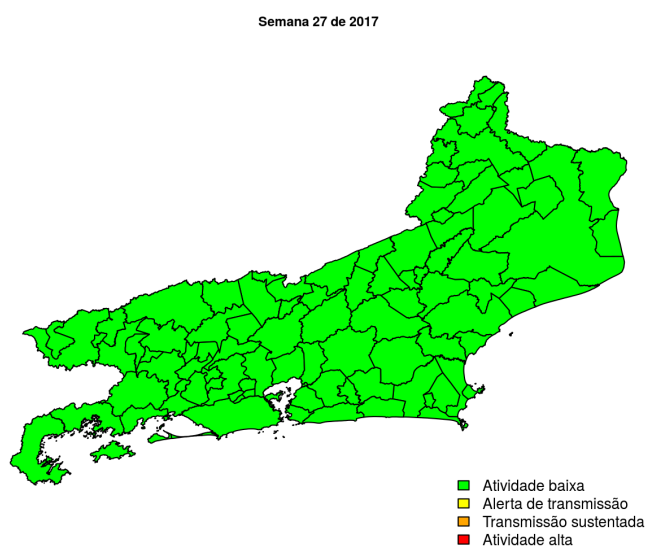 Semana 27 de 2017
Atividade baixa
Alerta de transmissão
Transmissão sustentada
Atividade alta